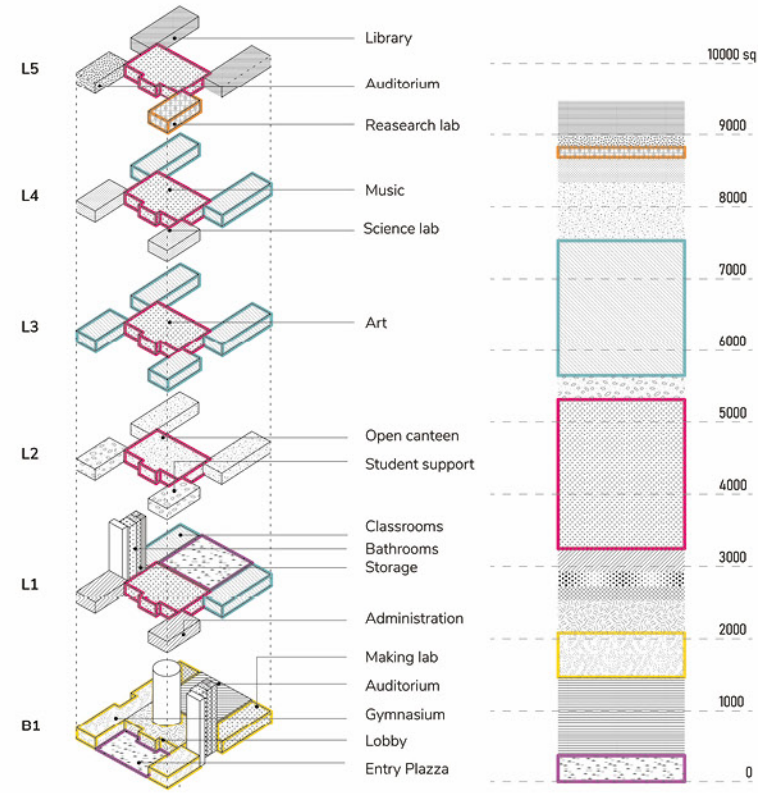 L5
Library
Auditorium
Reasearch lab
L4
Music
Science lab
L3
Art
L2
Open canteen
Student support
L1
Classrooms
Bathrooms
Storage
Administration
B1
Making lab
Auditorium
Gymnasium
Lobby
Entry Plazza
10000 sq
9000
8000
7000
6000
5000
4000
3000
2000
1000
0